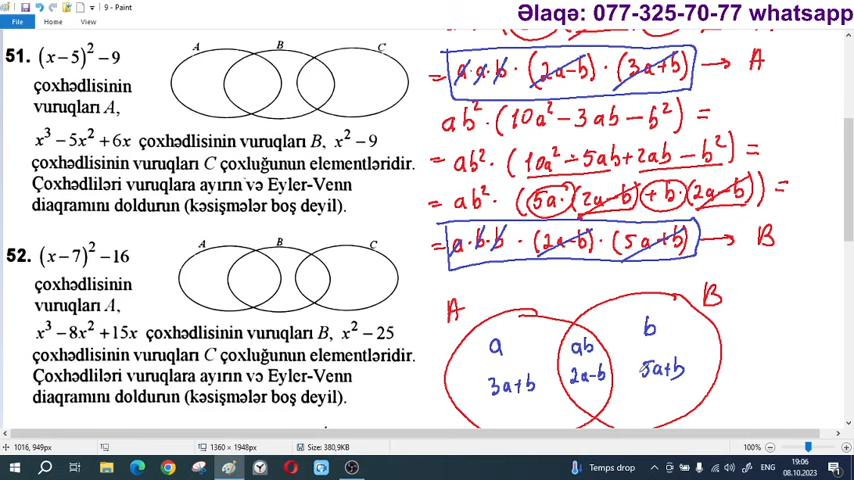 9 - Paint
Əlaqə: 077-325-70-77 whatsapp
File Home View
51. (x−5)² −9
çoxhədlisinin
vuruqları A,
A B C
x³ −5x² +6x çoxhədlisinin vuruqları B, x² −9
çoxhədlisinin vuruqları C çoxluğunun elementləridir.
Çoxhədliləri vuruqlara ayırın və Eyler-Venn
diaqramını doldurun (kəsişmələr boş deyil).
52. (x−7)² −16
çoxhədlisinin
vuruqları A,
A B C
x³ −8x² +15x çoxhədlisinin vuruqları B, x² −25
çoxhədlisinin vuruqları C çoxluğunun elementləridir.
Çoxhədliləri vuruqlara ayırın və Eyler-Venn
diaqramını doldurun (kəsişmələr boş deyil).
= a·a·b · (2a−b) · (3a+b) → A
ab² · (10a² −3ab −b²) =
= ab² · (10a² −5ab+2ab −b²) =
= ab² · (5a·(2a−b) +b·(2a−b)) =
= a·b·b · (2a−b) · (5a+b) → B
A B
a ab b
3a+b 2a−b 5a+b
1016, 949px 1360 × 1948px Size: 380,9KB 100%
Temps drop ENG 19:06
08.10.2023